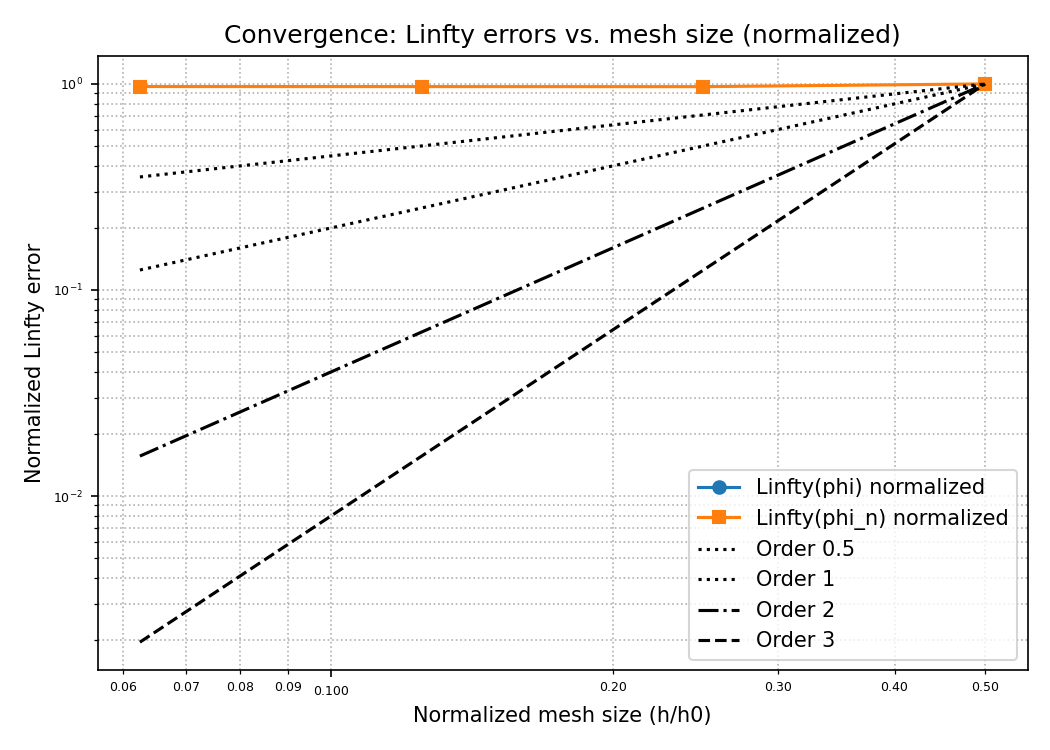 Convergence: Linfty errors vs. mesh size (normalized)
Normalized Linfty error
10⁰
10⁻¹
10⁻²
Linfty(phi) normalized
Linfty(phi_n) normalized
Order 0.5
Order 1
Order 2
Order 3
0.06 0.07 0.08 0.09 0.100 0.20 0.30 0.40 0.50
Normalized mesh size (h/h0)